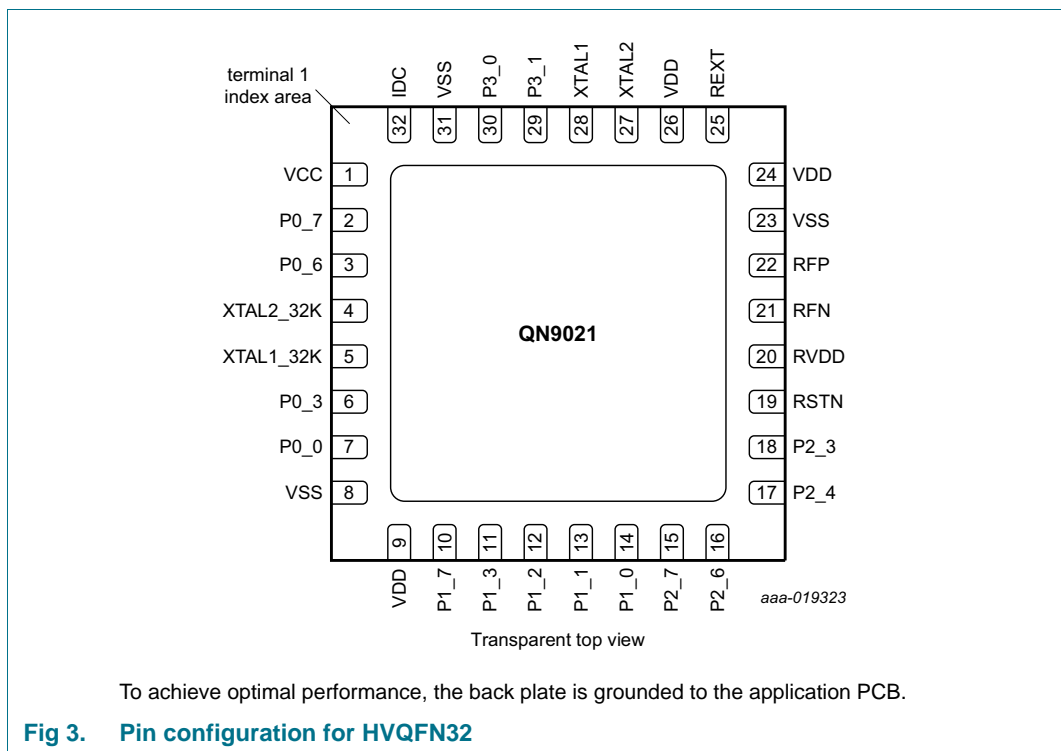 terminal 1
index area
IDC
VSS
P3_0
P3_1
XTAL1
XTAL2
VDD
REXT
32
31
30
29
28
27
26
25
VCC 1
P0_7 2
P0_6 3
XTAL2_32K 4
XTAL1_32K 5
P0_3 6
P0_0 7
VSS 8
QN9021
24 VDD
23 VSS
22 RFP
21 RFN
20 RVDD
19 RSTN
18 P2_3
17 P2_4
9
10
11
12
13
14
15
16
VDD
P1_7
P1_3
P1_2
P1_1
P1_0
P2_7
P2_6
aaa-019323
Transparent top view
To achieve optimal performance, the back plate is grounded to the application PCB.
Fig 3. Pin configuration for HVQFN32